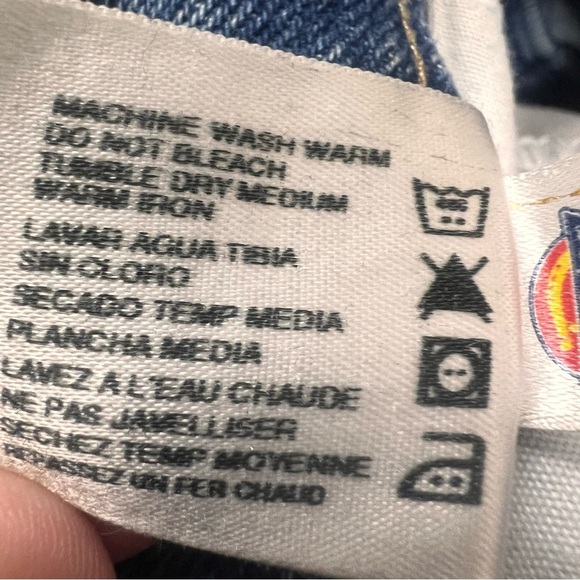 MACHINE WASH WARM
DO NOT BLEACH
TUMBLE DRY MEDIUM
WARM IRON
LAVAR AGUA TIBIA
SIN CLORO
SECADO TEMP MEDIA
PLANCHA MEDIA
LAVEZ A L'EAU CHAUDE
NE PAS JAVELLISER
SECHEZ TEMP MOYENNE
REPASSEZ UN FER CHAUD